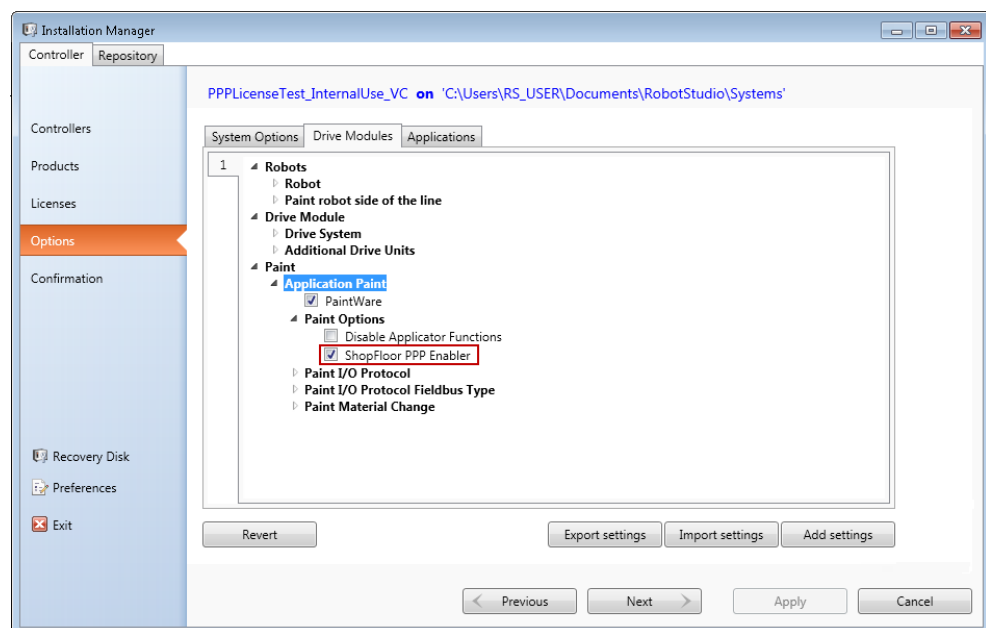 Installation Manager
Controller Repository
PPPLicenseTest_InternalUse_VC on 'C:\Users\RS_USER\Documents\RobotStudio\Systems'
Controllers
Products
Licenses
Options
Confirmation
Recovery Disk
Preferences
Exit
System Options Drive Modules Applications
1
Robots
Robot
Paint robot side of the line
Drive Module
Drive System
Additional Drive Units
Paint
Application Paint
PaintWare
Paint Options
Disable Applicator Functions
ShopFloor PPP Enabler
Paint I/O Protocol
Paint I/O Protocol Fieldbus Type
Paint Material Change
Revert Export settings Import settings Add settings
Previous Next Apply Cancel